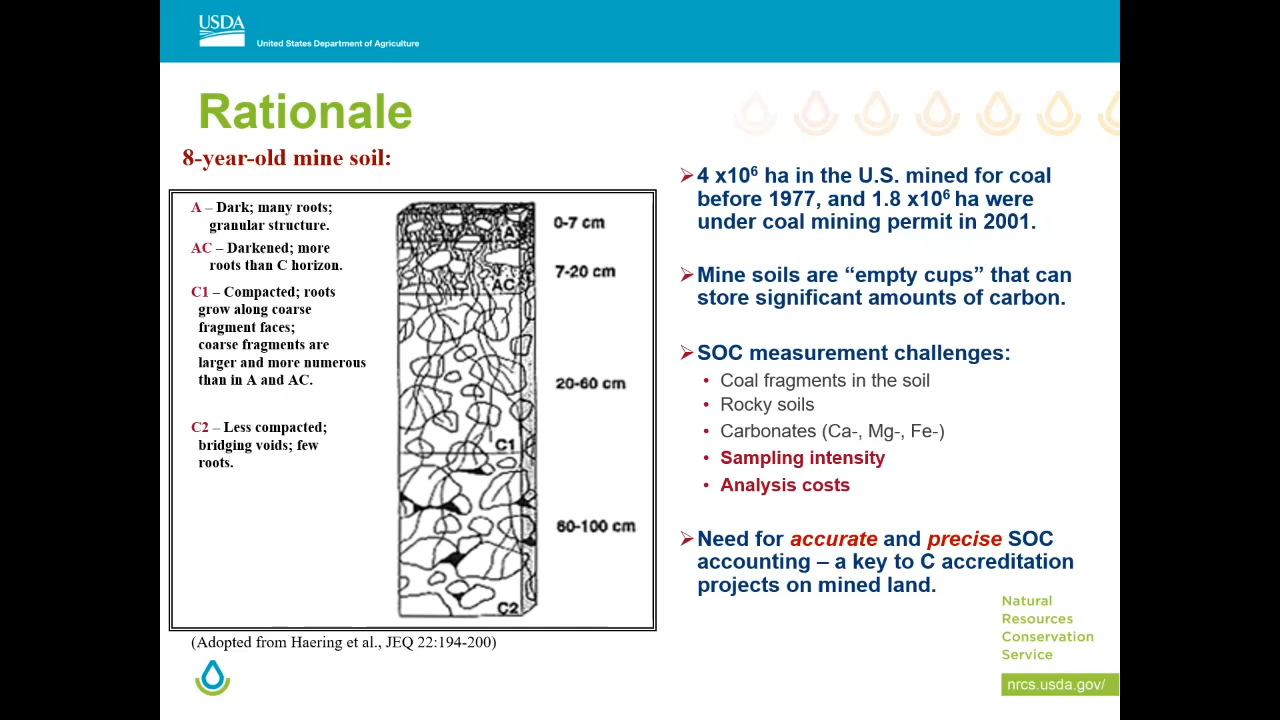 USDA
United States Department of Agriculture
Rationale
8-year-old mine soil:
A – Dark; many roots;
granular structure.
AC – Darkened; more
roots than C horizon.
C1 – Compacted; roots
grow along coarse
fragment faces;
coarse fragments are
larger and more numerous
than in A and AC.
C2 – Less compacted;
bridging voids; few
roots.
A
0-7 cm
7-20 cm
AC
20-60 cm
C1
60-100 cm
C2
(Adopted from Haering et al., JEQ 22:194-200)
➢4 x10⁶ ha in the U.S. mined for coal
before 1977, and 1.8 x10⁶ ha were
under coal mining permit in 2001.
➢Mine soils are “empty cups” that can
store significant amounts of carbon.
➢SOC measurement challenges:
• Coal fragments in the soil
• Rocky soils
• Carbonates (Ca-, Mg-, Fe-)
• Sampling intensity
• Analysis costs
➢Need for accurate and precise SOC
accounting – a key to C accreditation
projects on mined land.
Natural
Resources
Conservation
Service
nrcs.usda.gov/